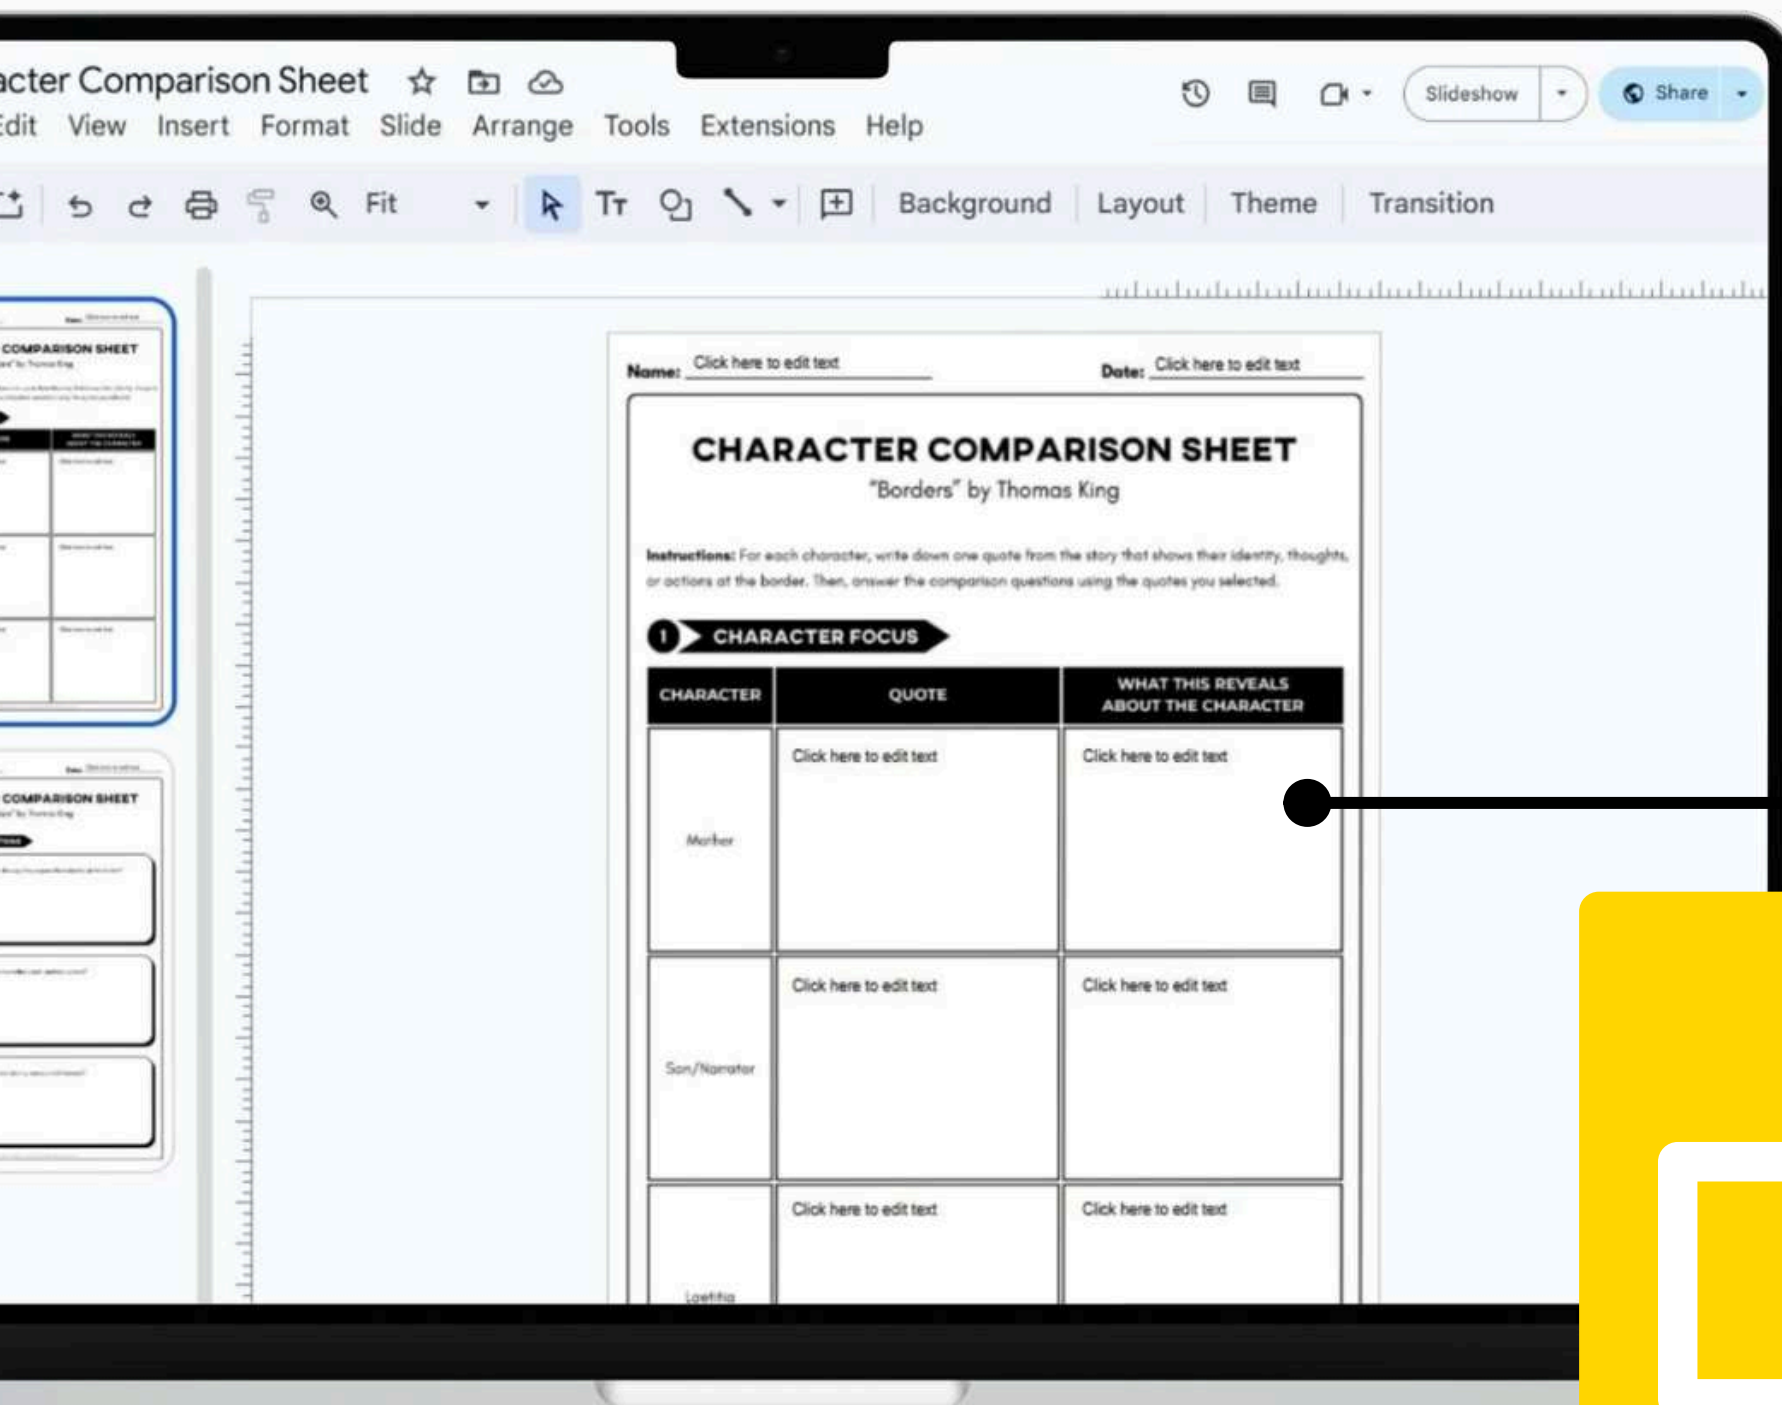 acter Comparison Sheet
Edit View Insert Format Slide Arrange Tools Extensions Help
Slideshow
Share
Fit
Background Layout Theme Transition
COMPARISON SHEET
COMPARISON SHEET
Name: Click here to edit text
Date: Click here to edit text
CHARACTER COMPARISON SHEET
“Borders” by Thomas King
Instructions: For each character, write down one quote from the story that shows their identity, thoughts,
or actions at the border. Then, answer the comparison questions using the quotes you selected.
1 CHARACTER FOCUS
CHARACTER
QUOTE
WHAT THIS REVEALS
ABOUT THE CHARACTER
Mother
Click here to edit text
Click here to edit text
Son/Narrator
Click here to edit text
Click here to edit text
Laetitia
Click here to edit text
Click here to edit text